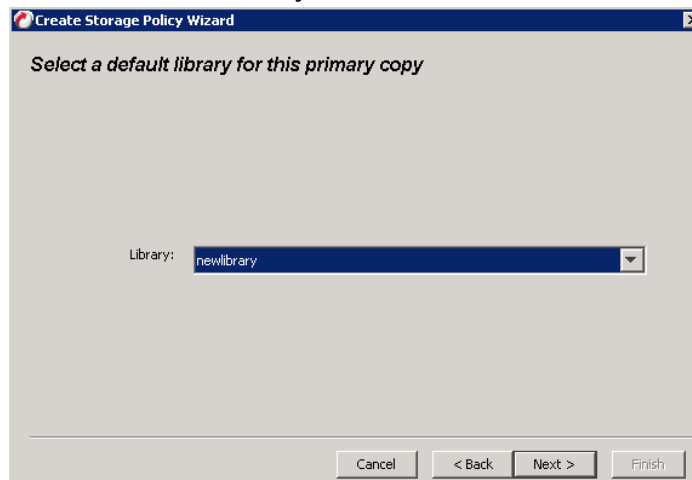 Create Storage Policy Wizard
Select a default library for this primary copy
Library:
newlibrary
Cancel
< Back
Next >
Finish